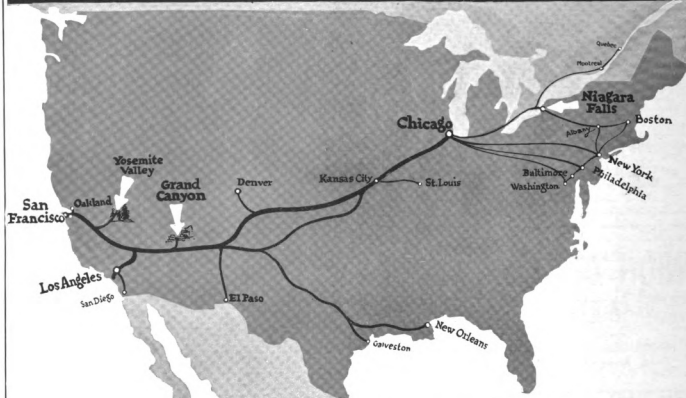 Quebec
Montreal
Niagara
Falls
Chicago
Albany
Boston
Yosemite
Valley
Denver
Kansas City
St. Louis
New York
Baltimore
Philadelphia
Washington
Grand
Canyon
San
Francisco
Oakland
Los Angeles
San Diego
El Paso
New Orleans
Galveston